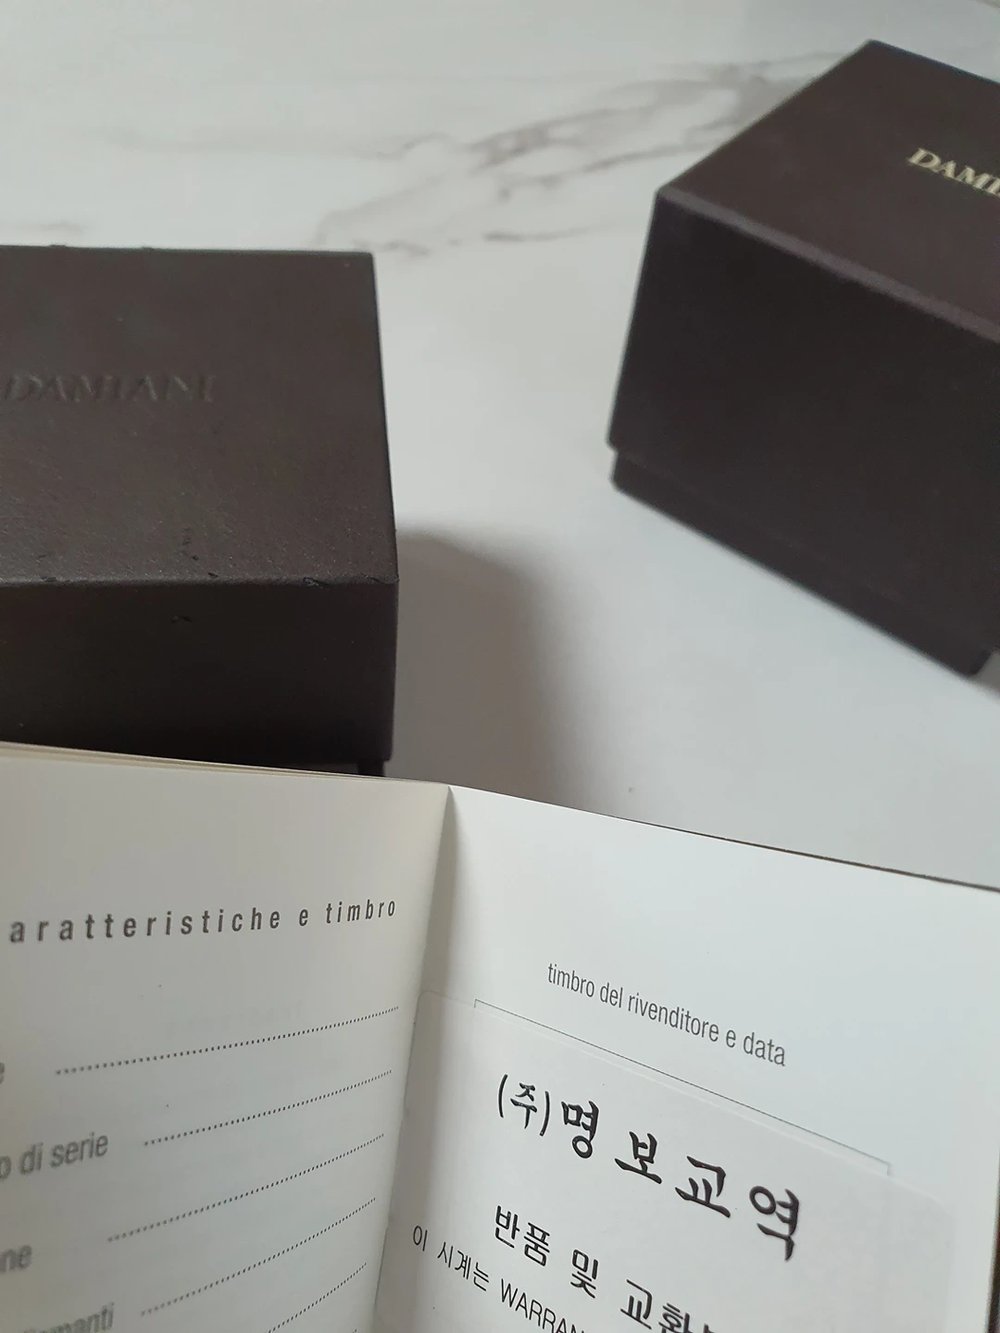 DAMIANI
aratteristiche e timbro
e
o di serie
ne
timbro del rivenditore e data
(주)명보교역
반품 및 교환
이 시계는 WARRAN